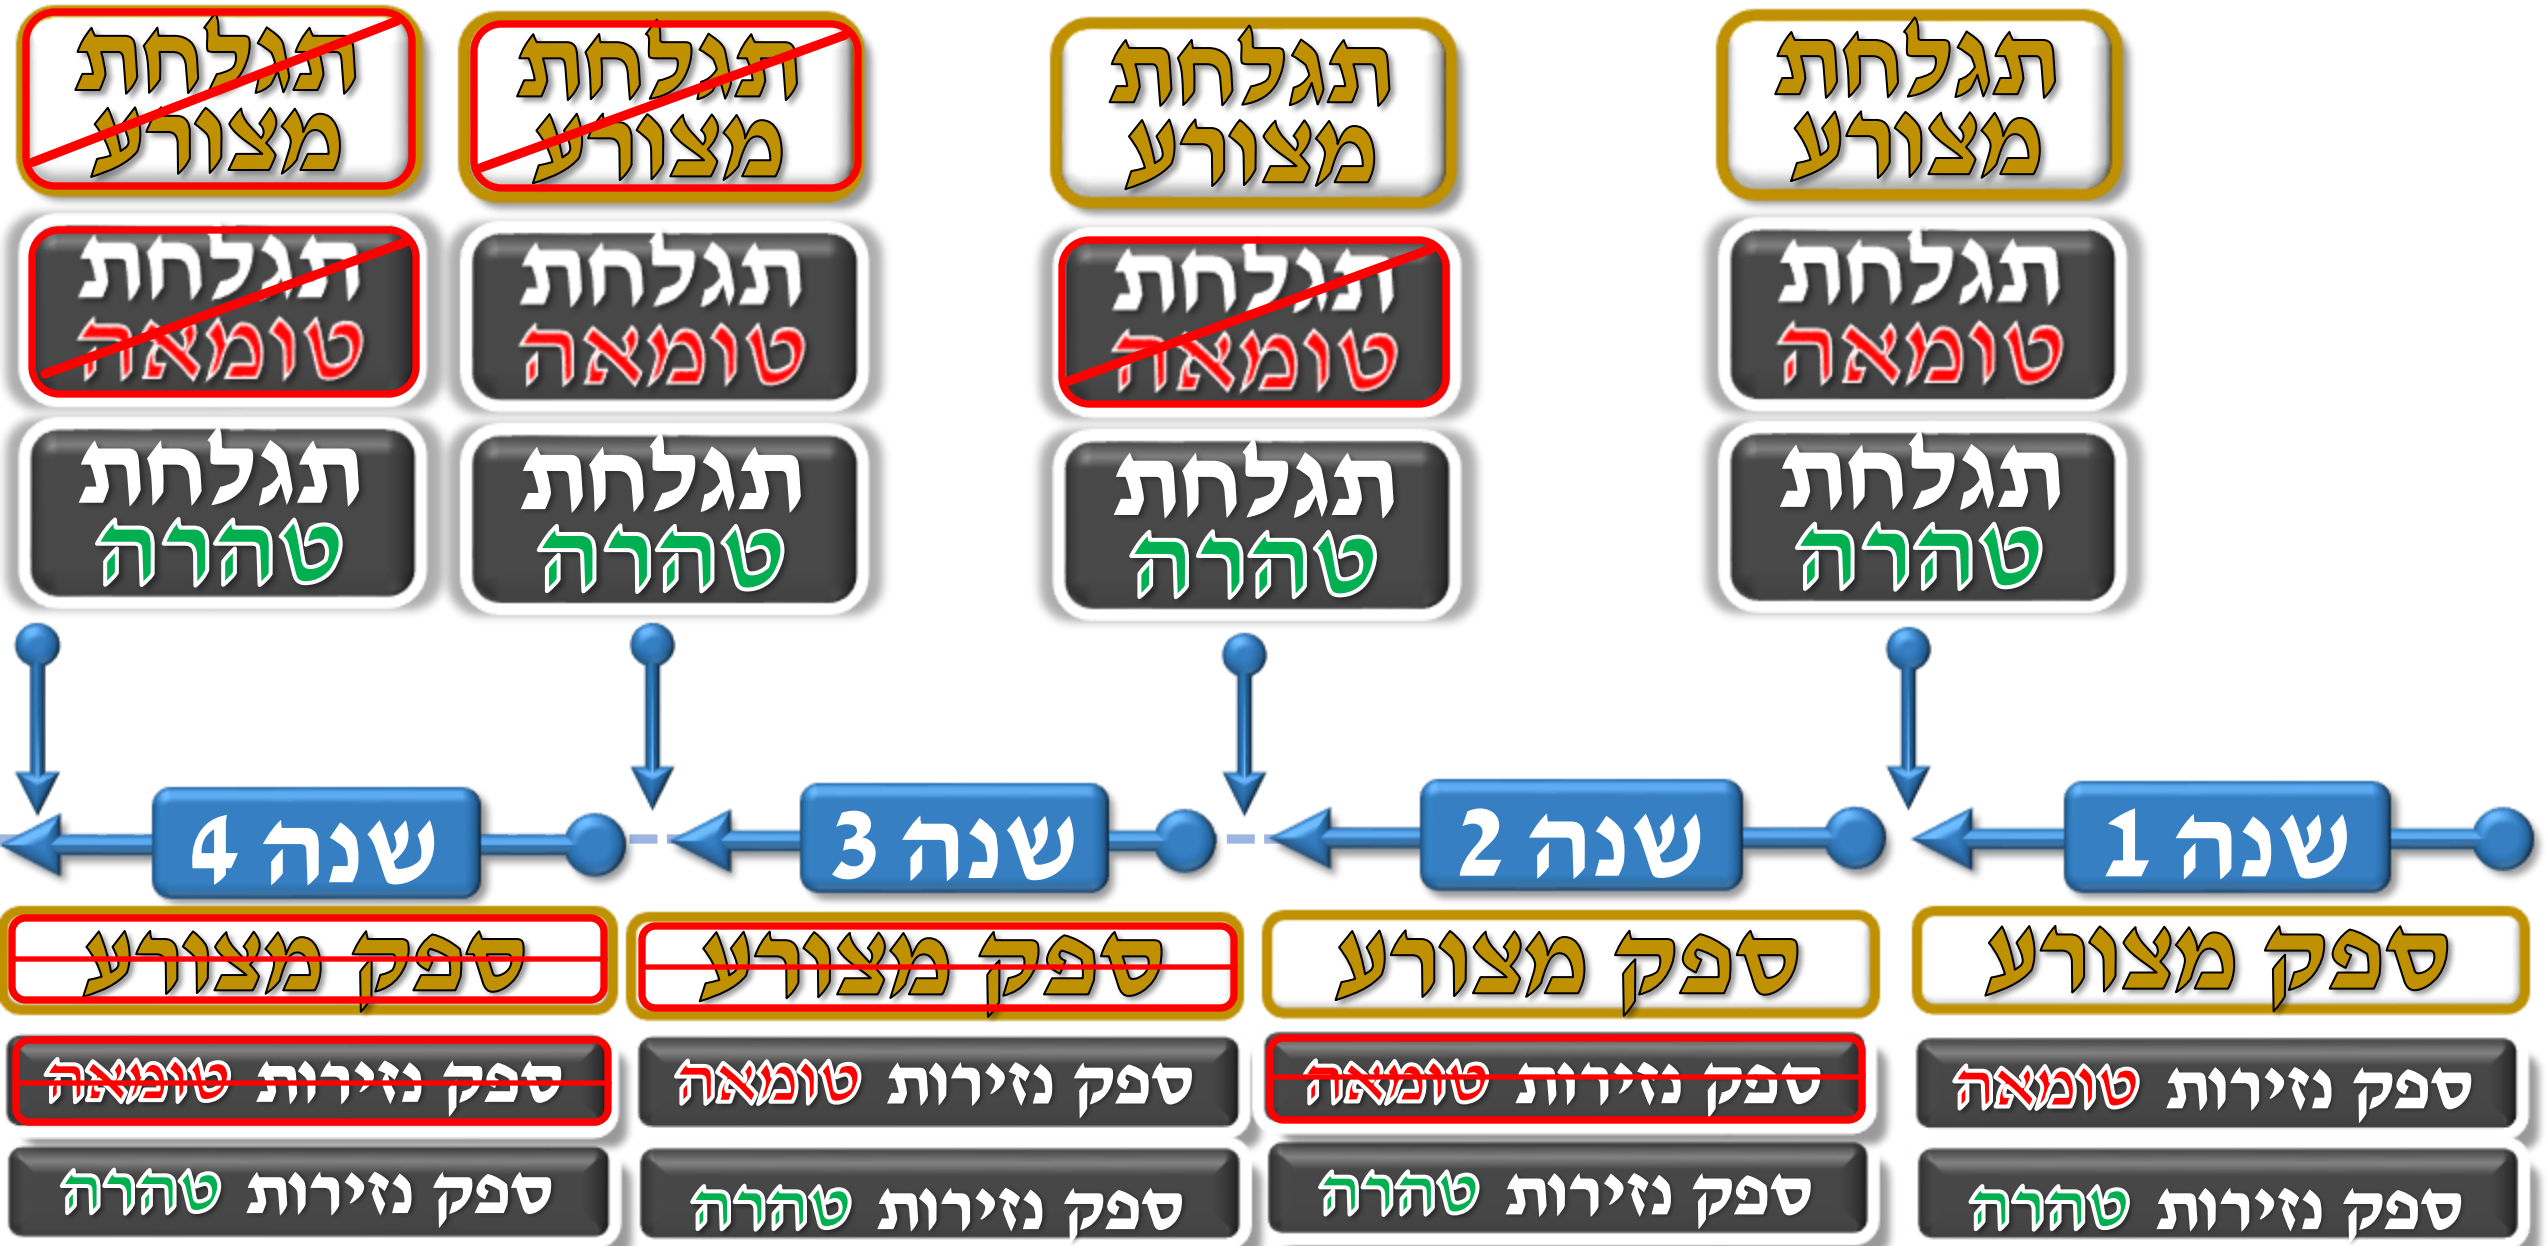 תגלחת
מצורע
תגלחת
מצורע
תגלחת
מצורע
תגלחת
מצורע
תגלחת
טומאה
תגלחת
טומאה
תגלחת
טומאה
תגלחת
טומאה
תגלחת
טהרה
תגלחת
טהרה
תגלחת
טהרה
תגלחת
טהרה
שנה 1
שנה 2
שנה 3
שנה 4
ספק מצורע
ספק מצורע
ספק מצורע
ספק מצורע
ספק נזירות טומאה
ספק נזירות טומאה
ספק נזירות טומאה
ספק נזירות טומאה
ספק נזירות טהרה
ספק נזירות טהרה
ספק נזירות טהרה
ספק נזירות טהרה